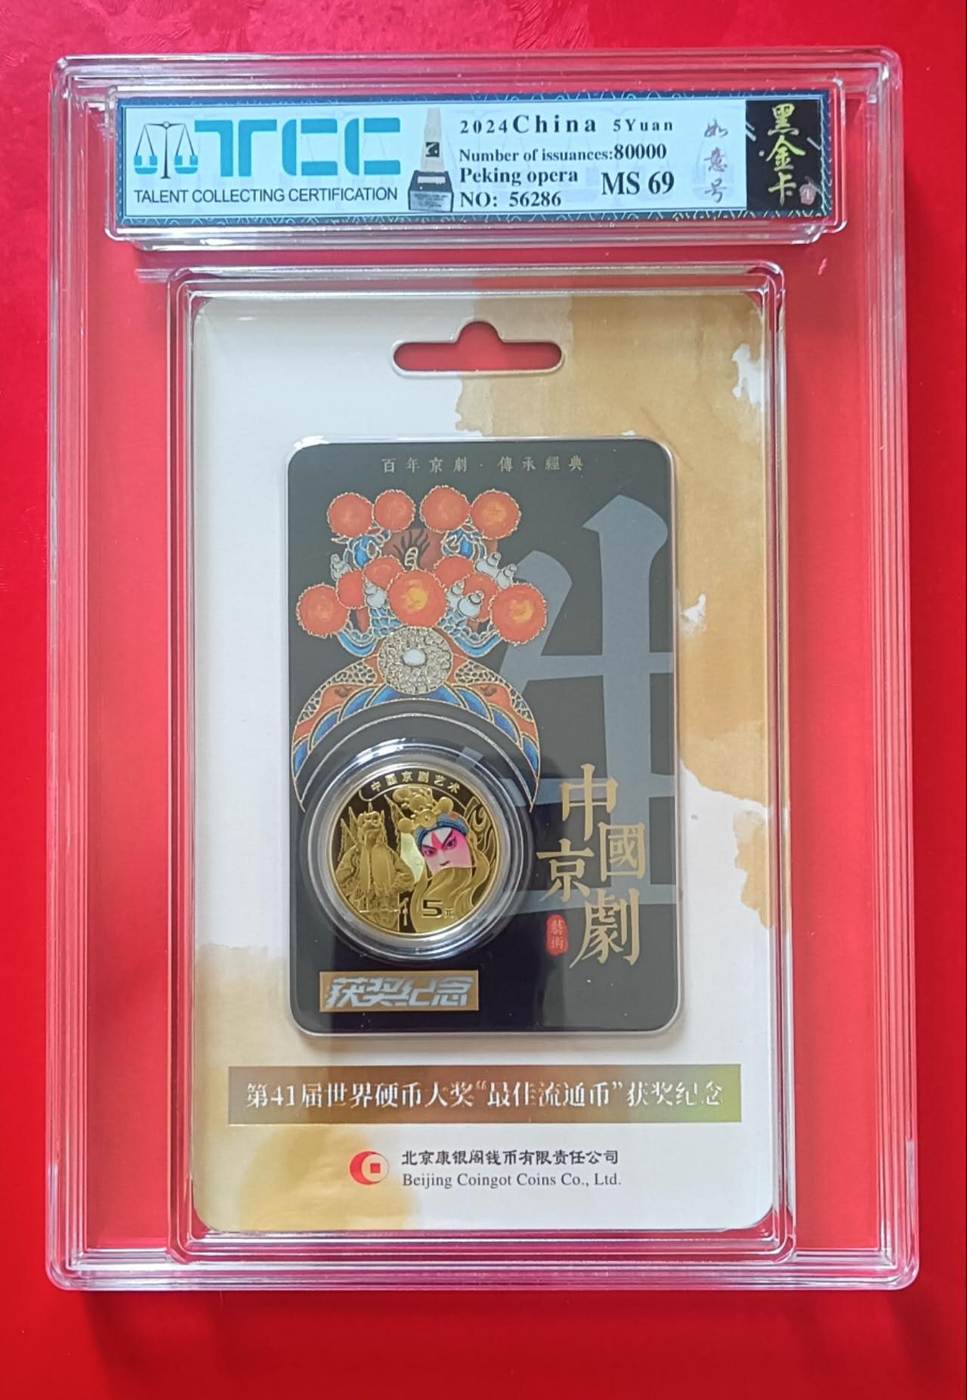 TCC
TALENT COLLECTING CERTIFICATION
2024China 5Yuan
Number of issuances:80000
Peking opera
MS 69
NO: 56286
如意号
黑金卡
百年京劇·傳承經典
中國京劇艺术
5元
中國京劇
藝術
获奖纪念
第41届世界硬币大奖“最佳流通币”获奖纪念
北京康银阁钱币有限责任公司
Beijing Coingot Coins Co., Ltd.